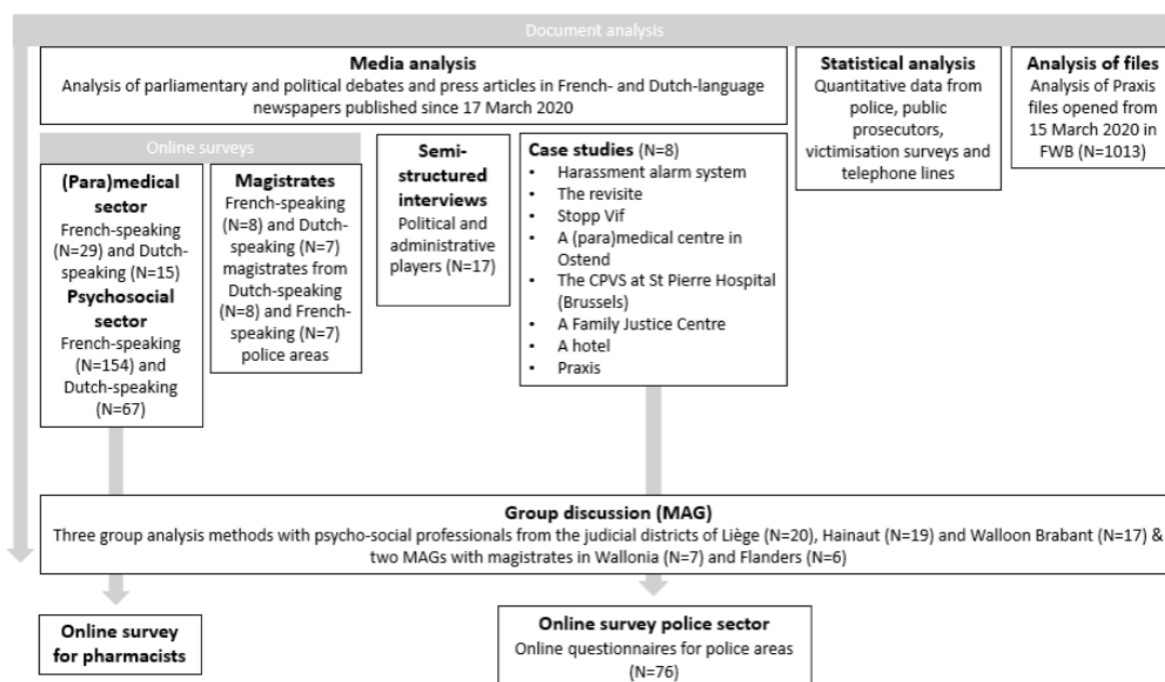 Document analysis
Media analysis
Analysis of parliamentary and political debates and press articles in French- and Dutch-language
newspapers published since 17 March 2020
Statistical analysis
Quantitative data from
police, public
prosecutors,
victimisation surveys and
telephone lines
Analysis of files
Analysis of Praxis
files opened from
15 March 2020 in
FWB (N=1013)
Online surveys
(Para)medical
sector
French-speaking
(N=29) and Dutch-
speaking (N=15)
Psychosocial
sector
French-speaking
(N=154) and
Dutch-speaking
(N=67)
Magistrates
French-speaking
(N=8) and Dutch-
speaking (N=7)
magistrates from
Dutch-speaking
(N=8) and French-
speaking (N=7)
police areas
Semi-
structured
interviews
Political and
administrative
players (N=17)
Case studies (N=8)
• Harassment alarm system
• The revisite
• Stopp Vif
• A (para)medical centre in
Ostend
• The CPVS at St Pierre Hospital
(Brussels)
• A Family Justice Centre
• A hotel
• Praxis
Group discussion (MAG)
Three group analysis methods with psycho-social professionals from the judicial districts of Liège (N=20), Hainaut (N=19) and Walloon Brabant (N=17) &
two MAGs with magistrates in Wallonia (N=7) and Flanders (N=6)
Online survey
for pharmacists
Online survey police sector
Online questionnaires for police areas
(N=76)